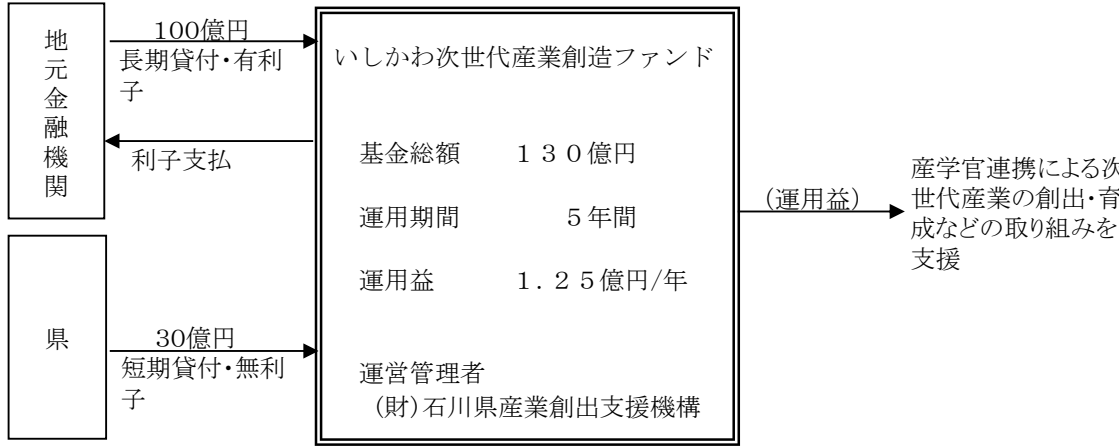 地元金融機関
100億円
長期貸付・有利
子
利子支払
県
30億円
短期貸付・無利
子
いしかわ次世代産業創造ファンド
基金総額　１３０億円
運用期間　５年間
運用益　１．２５億円/年
運営管理者
(財)石川県産業創出支援機構
(運用益)
産学官連携による次
世代産業の創出・育
成などの取り組みを
支援